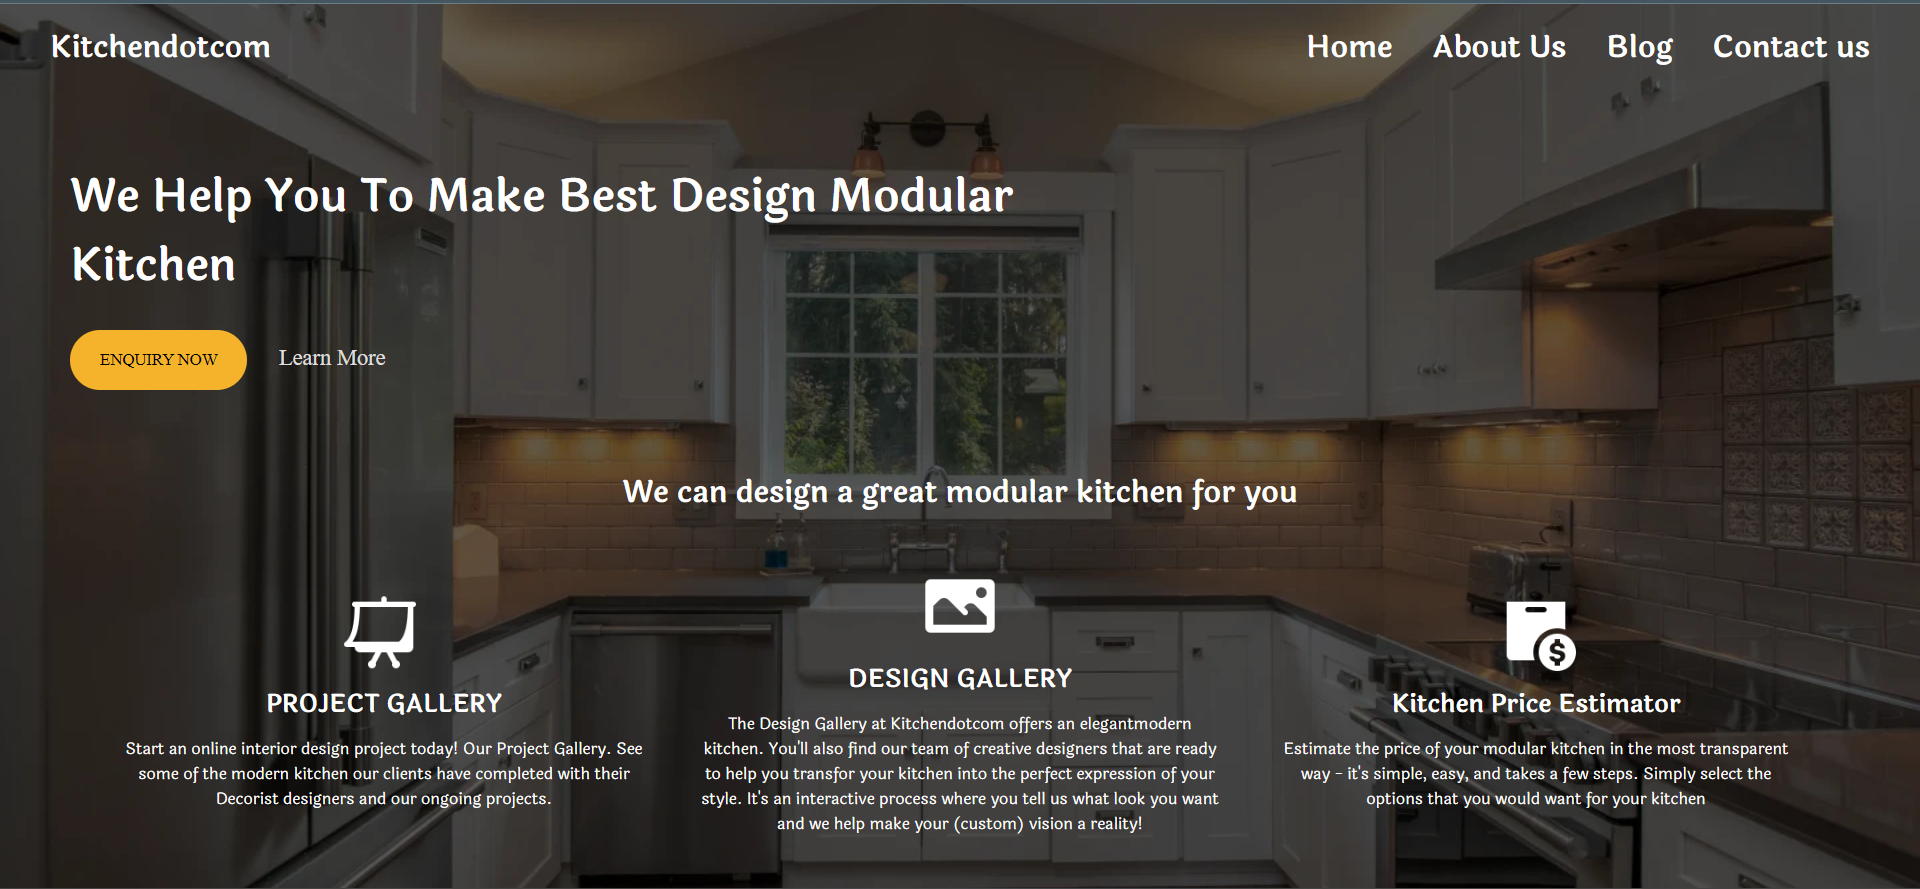 Kitchendotcom
Home
About Us
Blog
Contact us
We Help You To Make Best Design Modular
Kitchen
ENQUIRY NOW
Learn More
We can design a great modular kitchen for you
PROJECT GALLERY
Start an online interior design project today! Our Project Gallery. See
some of the modern kitchen our clients have completed with their
Decorist designers and our ongoing projects.
DESIGN GALLERY
The Design Gallery at Kitchendotcom offers an elegantmodern
kitchen. You'll also find our team of creative designers that are ready
to help you transfor your kitchen into the perfect expression of your
style. It's an interactive process where you tell us what look you want
and we help make your (custom) vision a reality!
Kitchen Price Estimator
Estimate the price of your modular kitchen in the most transparent
way - it's simple, easy, and takes a few steps. Simply select the
options that you would want for your kitchen